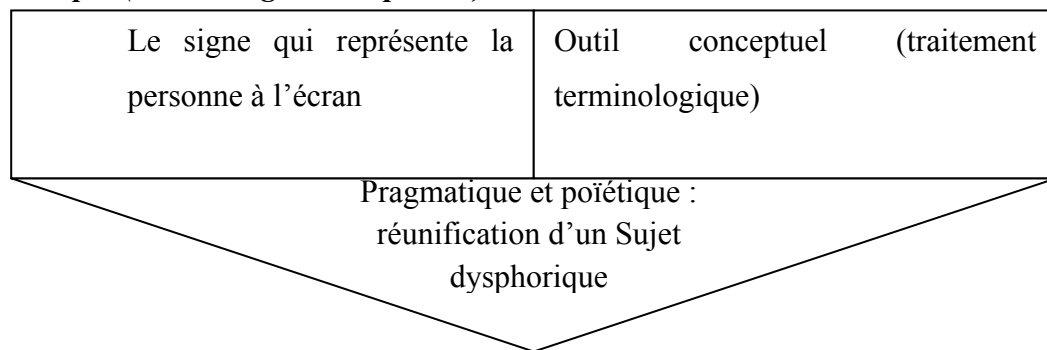 Le signe qui représente la
personne à l'écran
Outil conceptuel (traitement
terminologique)
Pragmatique et poïétique :
réunification d'un Sujet
dysphorique